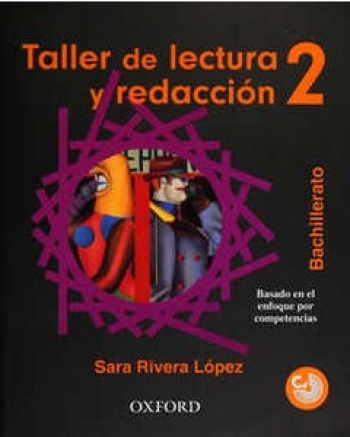 Taller de lectura 2
y redacción
Bachillerato
Basado en el
enfoque por
competencias
Sara Rivera López
OXFORD